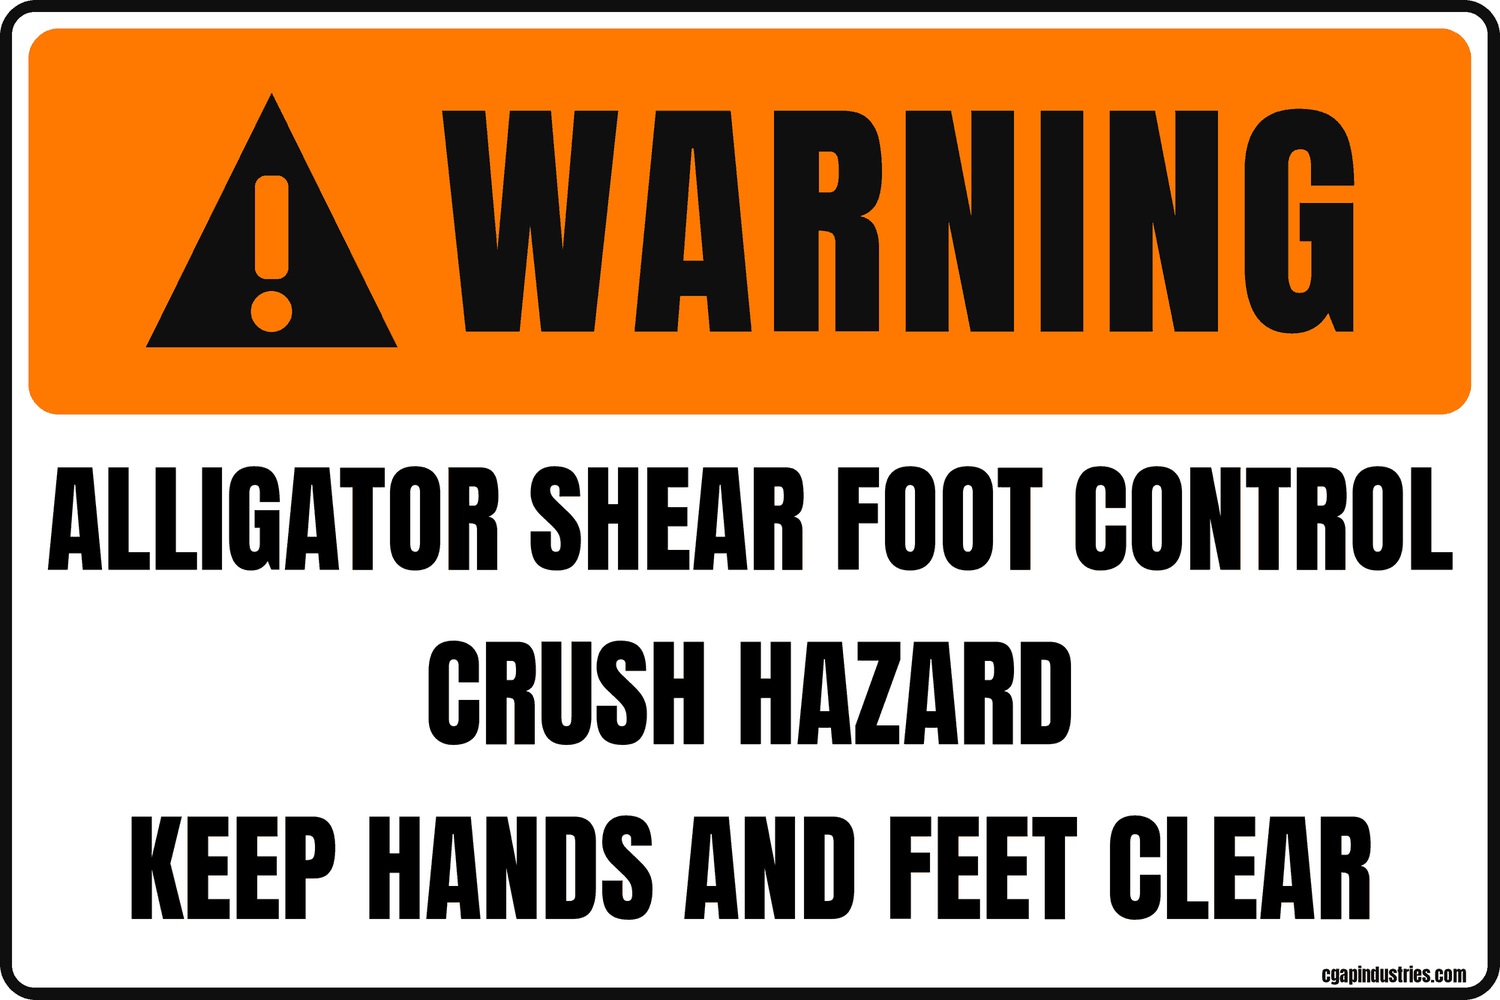 WARNING
ALLIGATOR SHEAR FOOT CONTROL
CRUSH HAZARD
KEEP HANDS AND FEET CLEAR
cgapindustries.com